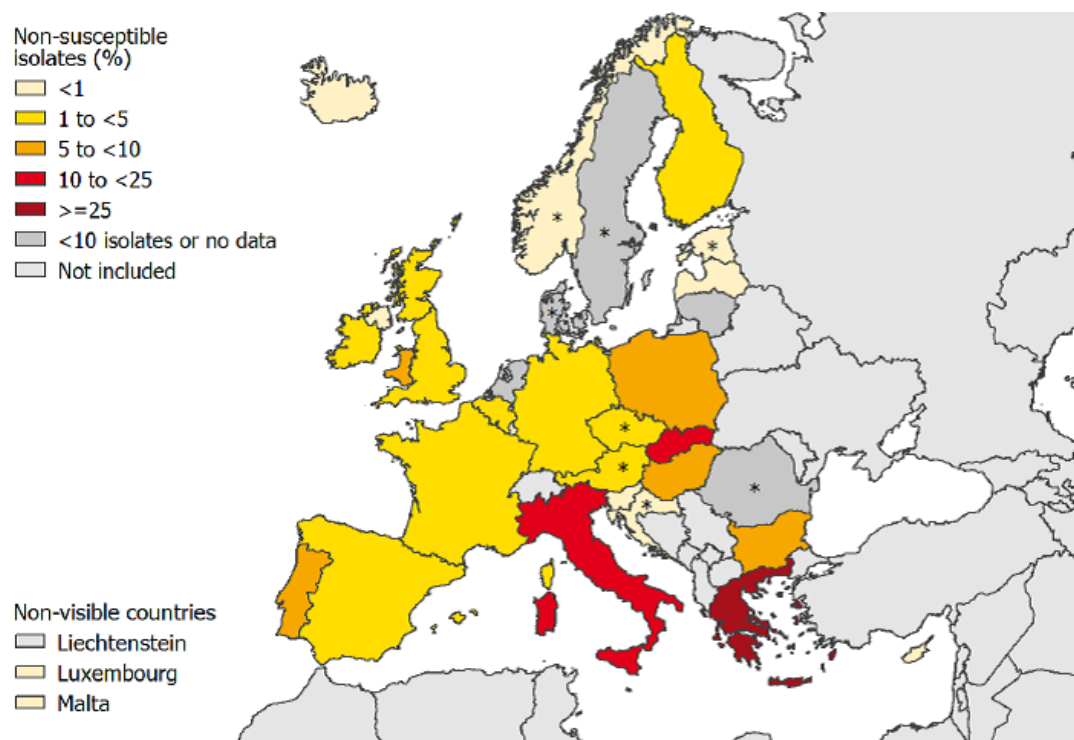 Non-susceptible
isolates (%)
<1
1 to <5
5 to <10
10 to <25
>=25
<10 isolates or no data
Not included
*
*
*
*
*
*
*
*
Non-visible countries
Liechtenstein
Luxembourg
Malta